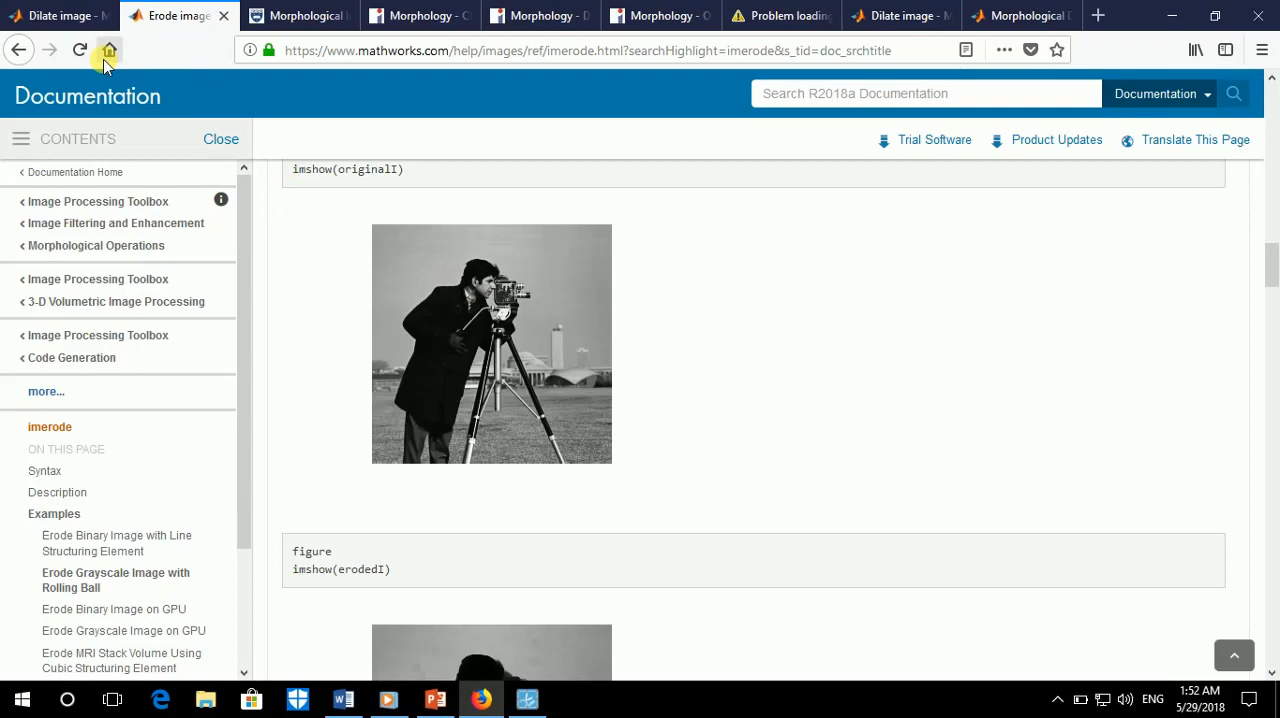 Dilate image - M
Erode image
Morphological
Morphology - C
Morphology - D
Morphology - O
Problem loading
Dilate image - M
Morphological D
https://www.mathworks.com/help/images/ref/imerode.html?searchHighlight=imerode&s_tid=doc_srchtitle
Documentation
Search R2018a Documentation
Documentation
CONTENTS
Close
Trial Software
Product Updates
Translate This Page
Documentation Home
Image Processing Toolbox
Image Filtering and Enhancement
Morphological Operations
Image Processing Toolbox
3-D Volumetric Image Processing
Image Processing Toolbox
Code Generation
more...
imerode
ON THIS PAGE
Syntax
Description
Examples
Erode Binary Image with Line
Structuring Element
Erode Grayscale Image with
Rolling Ball
Erode Binary Image on GPU
Erode Grayscale Image on GPU
Erode MRI Stack Volume Using
Cubic Structuring Element
imshow(originalI)
figure
imshow(erodedI)
ENG
1:52 AM
5/29/2018